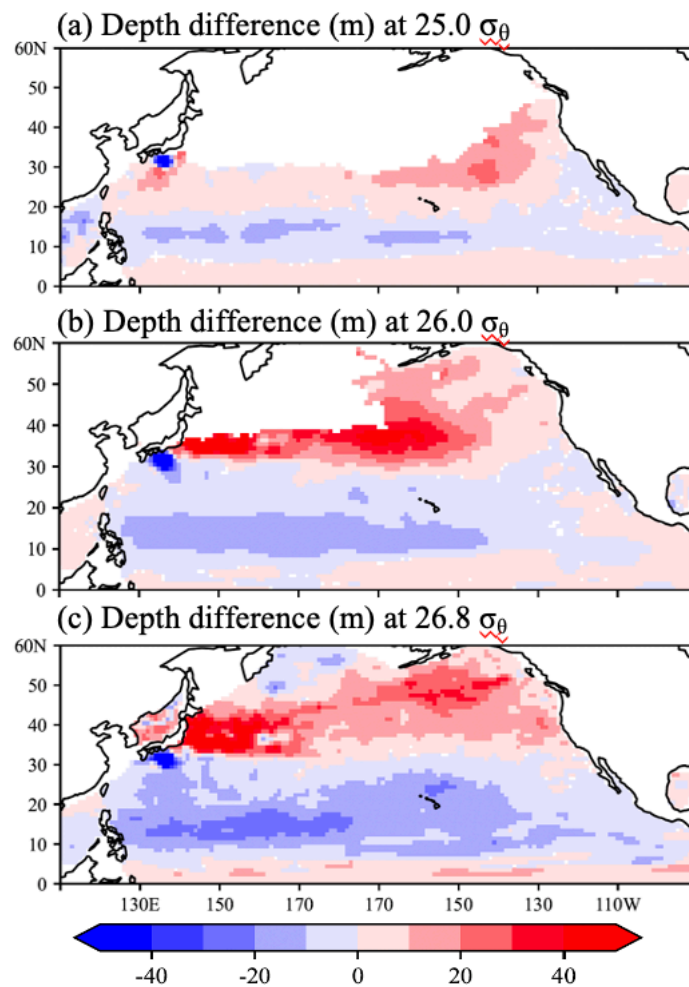 (a) Depth difference (m) at 25.0 σθ
60N
50
40
30
20
10
0
(b) Depth difference (m) at 26.0 σθ
60N
50
40
30
20
10
0
(c) Depth difference (m) at 26.8 σθ
60N
50
40
30
20
10
0
130E 150 170 170 150 130 110W
-40 -20 0 20 40